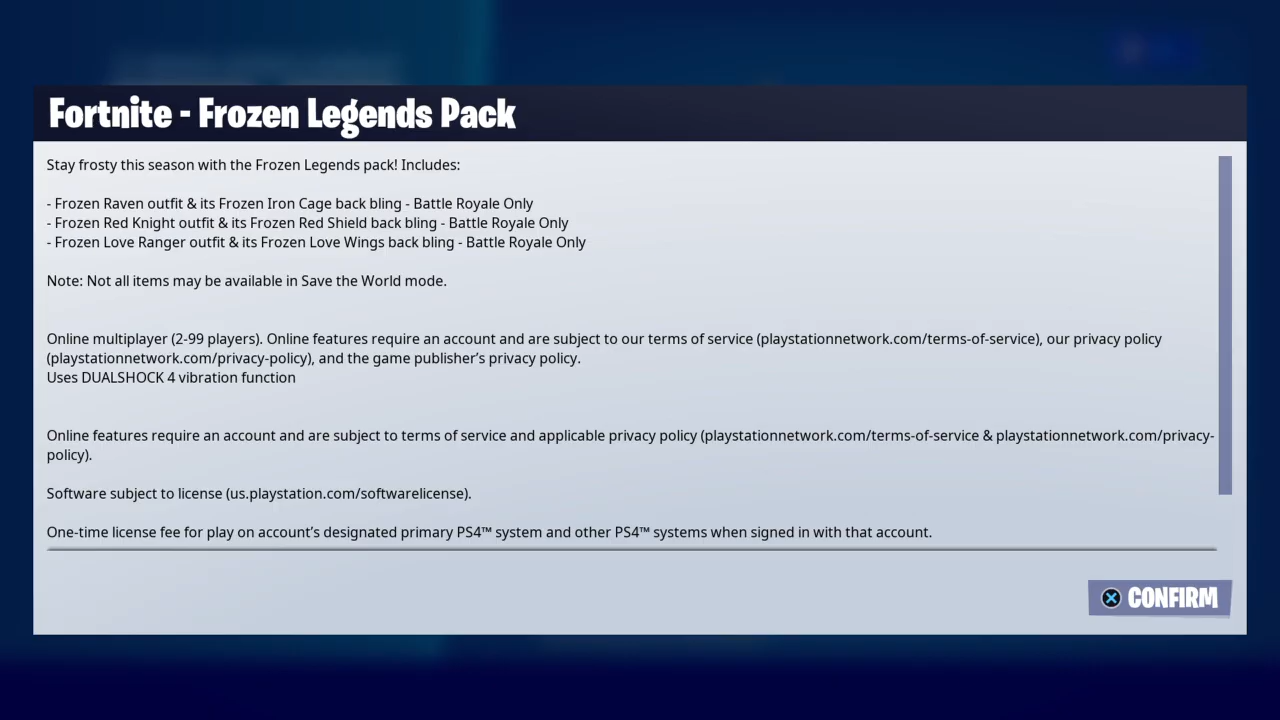 Fortnite - Frozen Legends Pack
Stay frosty this season with the Frozen Legends pack! Includes:
- Frozen Raven outfit & its Frozen Iron Cage back bling - Battle Royale Only
- Frozen Red Knight outfit & its Frozen Red Shield back bling - Battle Royale Only
- Frozen Love Ranger outfit & its Frozen Love Wings back bling - Battle Royale Only
Note: Not all items may be available in Save the World mode.
Online multiplayer (2-99 players). Online features require an account and are subject to our terms of service (playstationnetwork.com/terms-of-service), our privacy policy
(playstationnetwork.com/privacy-policy), and the game publisher’s privacy policy.
Uses DUALSHOCK 4 vibration function
Online features require an account and are subject to terms of service and applicable privacy policy (playstationnetwork.com/terms-of-service & playstationnetwork.com/privacy-
policy).
Software subject to license (us.playstation.com/softwarelicense).
One-time license fee for play on account’s designated primary PS4™ system and other PS4™ systems when signed in with that account.
CONFIRM